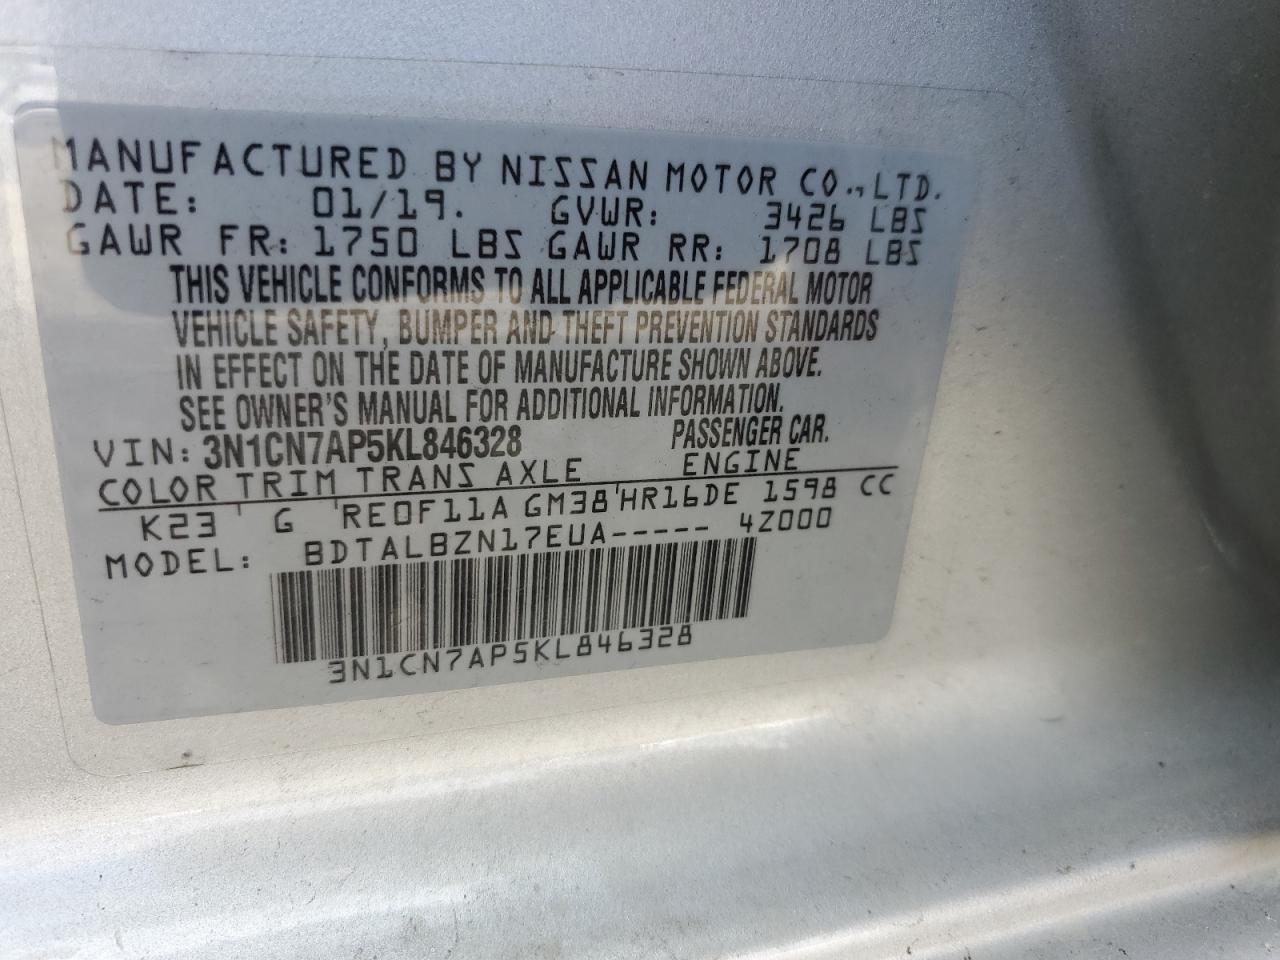 MANUFACTURED BY NISSAN MOTOR CO., LTD.
DATE: 01/19. GVWR: 3426 LBS
GAWR FR: 1750 LBS GAWR RR: 1708 LBS
THIS VEHICLE CONFORMS TO ALL APPLICABLE FEDERAL MOTOR
VEHICLE SAFETY, BUMPER AND THEFT PREVENTION STANDARDS
IN EFFECT ON THE DATE OF MANUFACTURE SHOWN ABOVE.
SEE OWNER'S MANUAL FOR ADDITIONAL INFORMATION.
VIN: 3N1CN7AP5KL846328 PASSENGER CAR.
COLOR TRIM TRANS AXLE ENGINE
K23 G RE0F11A GM38 HR16DE 1598 CC
MODEL: BDTALBZN17EUA----- 4Z000
3N1CN7AP5KL846328